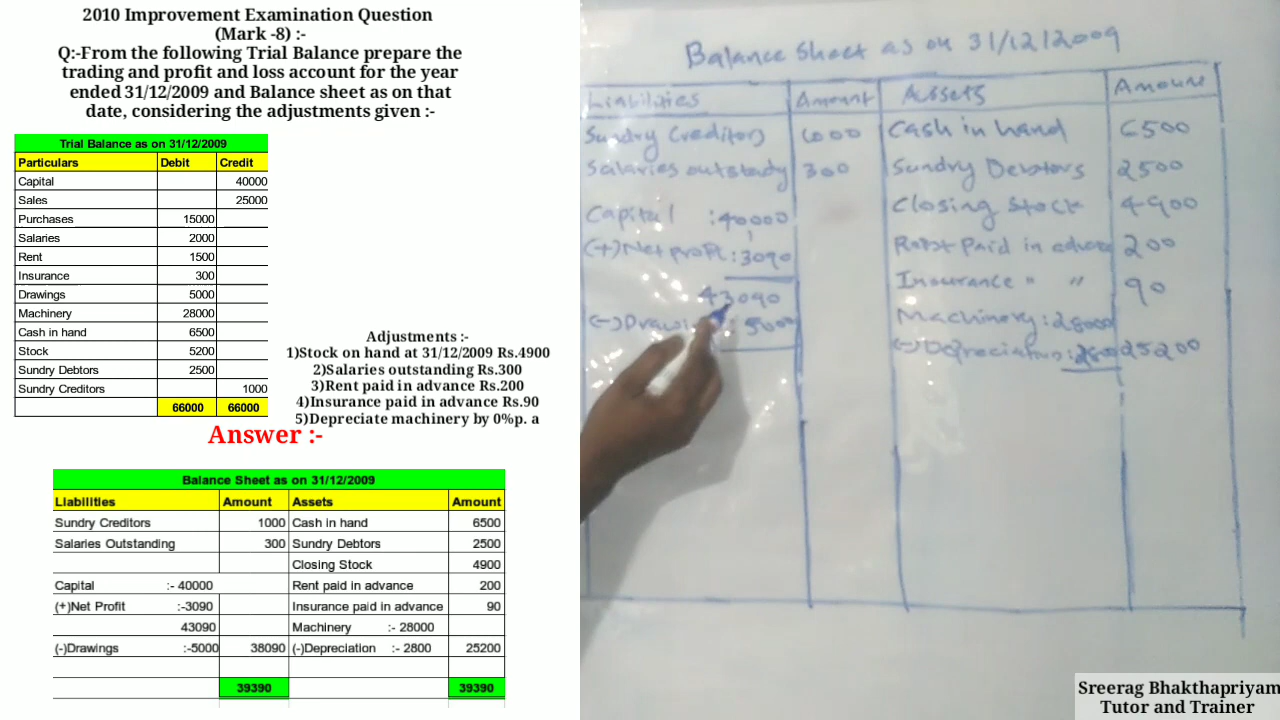 2010 Improvement Examination Question
(Mark -8) :-
Q:-From the following Trial Balance prepare the
trading and profit and loss account for the year
ended 31/12/2009 and Balance sheet as on that
date, considering the adjustments given :-
Trial Balance as on 31/12/2009
Particulars Debit Credit
Capital 40000
Sales 25000
Purchases 15000
Salaries 2000
Rent 1500
Insurance 300
Drawings 5000
Machinery 28000
Cash in hand 6500
Stock 5200
Sundry Debtors 2500
Sundry Creditors 1000
66000 66000
Adjustments :-
1)Stock on hand at 31/12/2009 Rs.4900
2)Salaries outstanding Rs.300
3)Rent paid in advance Rs.200
4)Insurance paid in advance Rs.90
5)Depreciate machinery by 0%p. a
Answer :-
Balance Sheet as on 31/12/2009
Liabilities Amount Assets Amount
Sundry Creditors 1000 Cash in hand 6500
Salaries Outstanding 300 Sundry Debtors 2500
Closing Stock 4900
Capital :- 40000 Rent paid in advance 200
(+)Net Profit :-3090 Insurance paid in advance 90
43090 Machinery :- 28000
(-)Drawings :-5000 38090 (-)Depreciation :- 2800 25200
39390 39390
Balance Sheet as on 31/12/2009
Liabilities Amount Assets Amount
Sundry Creditors 1000 Cash in hand 6500
Salaries 300 Sundry Debtors 2500
Closing Stock 4900
Capital :40,000
Rent Paid in 200
(+)Net profit :3090
Insurance " " 90
43090
Machinery :28000
(-) 5000
(-)Depreciation : 25200
Sreerag Bhakthapriyam
Tutor and Trainer